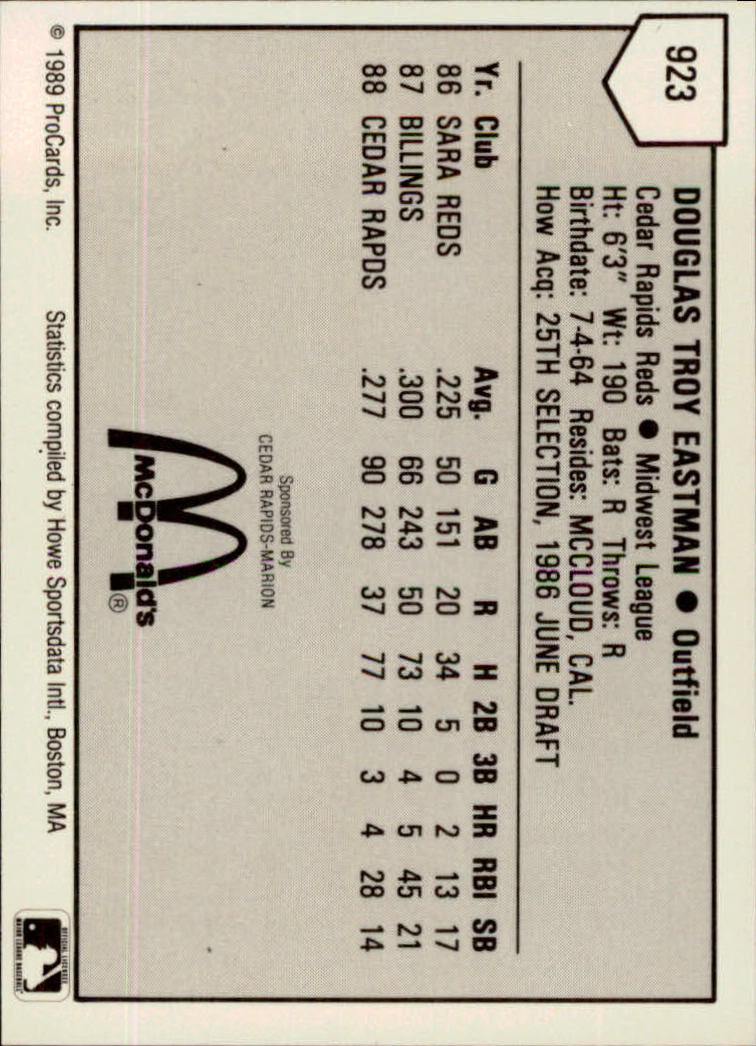 923
DOUGLAS TROY EASTMAN ● Outfield
Cedar Rapids Reds ● Midwest League
Ht: 6'3" Wt: 190 Bats: R Throws: R
Birthdate: 7-4-64 Resides: MCCLOUD, CAL.
How Acq: 25TH SELECTION, 1986 JUNE DRAFT
Yr. Club Avg. G AB R H 2B 3B HR RBI SB
86 SARA REDS .225 50 151 20 34 5 0 2 13 17
87 BILLINGS .300 66 243 50 73 10 4 5 45 21
88 CEDAR RAPDS .277 90 278 37 77 10 3 4 28 14
Sponsored By
CEDAR RAPIDS-MARION
McDonald's®
© 1989 ProCards, Inc. Statistics compiled by Howe Sportsdata Intl., Boston, MA
OFFICIAL LICENSEE
MAJOR LEAGUE BASEBALL